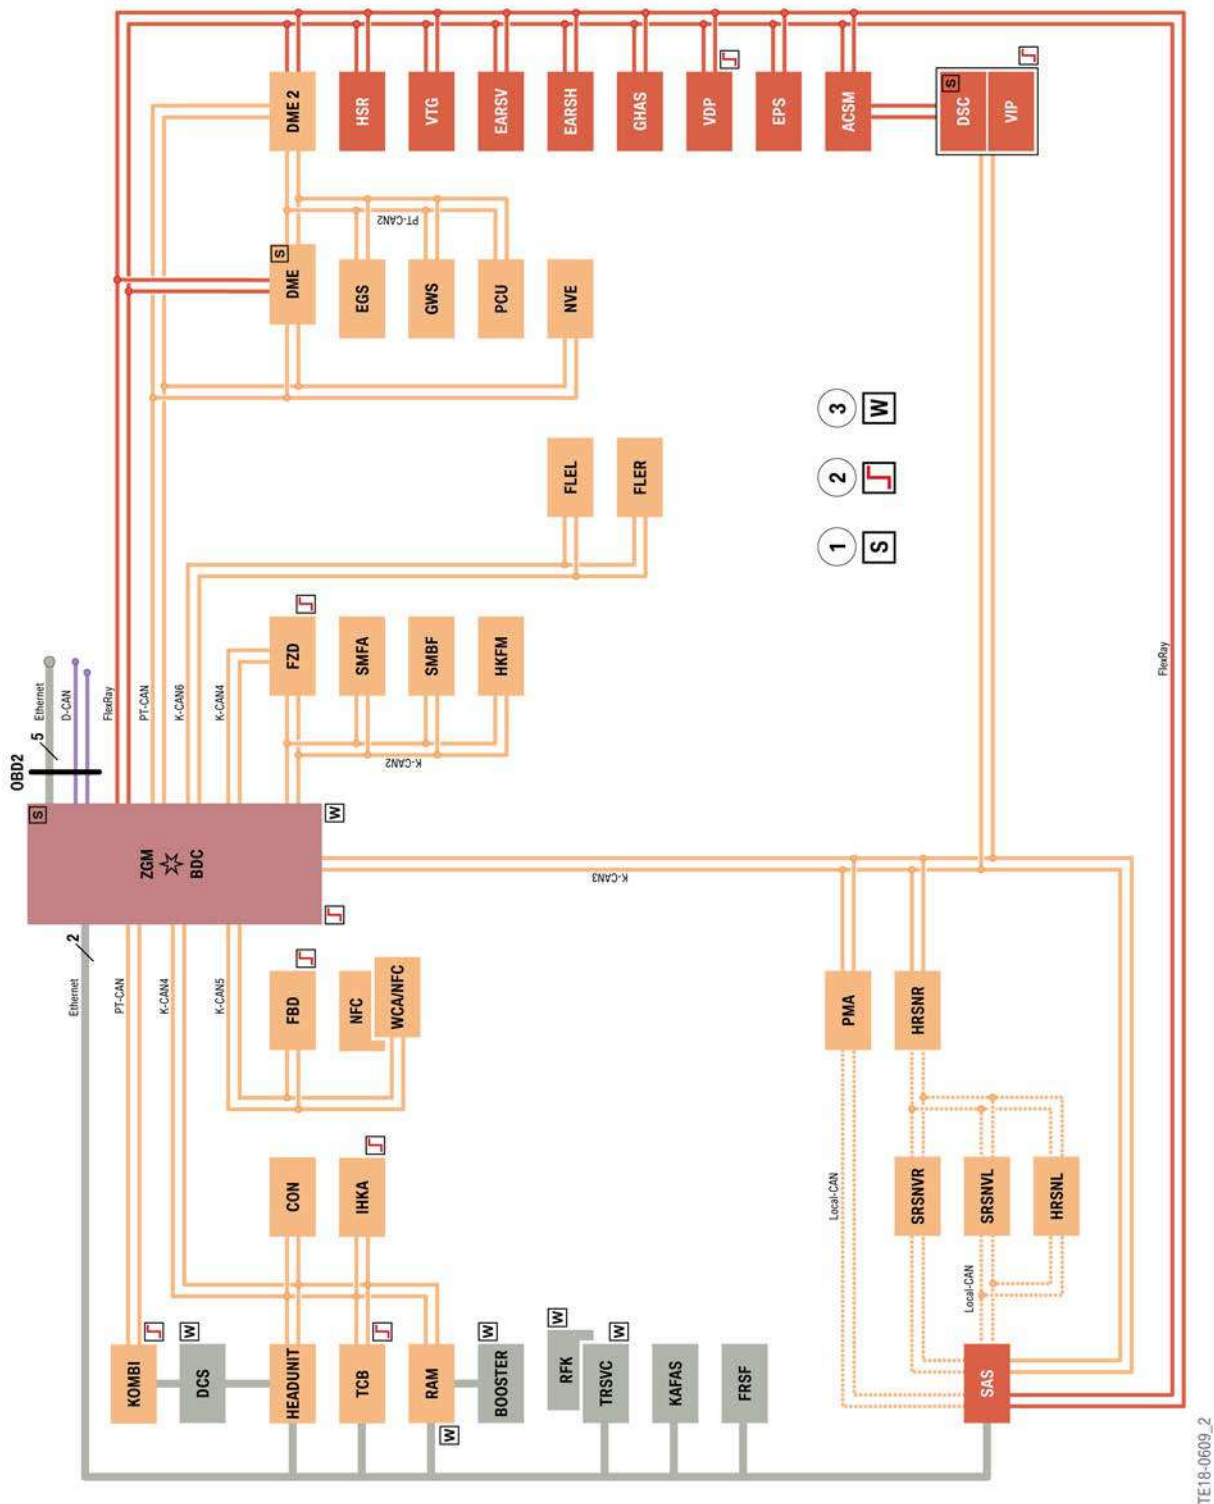 OBD2
S
5
Ethernet
2
Ethernet
D-CAN
FlexRay
PT-CAN
ZGM
PT-CAN
KOMBI
K-CAN4
K-CAN6
W
DCS
BDC
K-CAN5
K-CAN4
S
HEADUNIT
CON
FBD
FZD
DME
DME 2
W
TCB
IHKA
NFC
SMFA
EGS
HSR
K-CAN2
PT-CAN2
WCA/NFC
W
RAM
SMBF
GWS
VTG
W
BOOSTER
HKFM
PCU
EARSV
W
RFK
W
TRSVC
FLEL
NVE
EARSH
K-CAN3
KAFAS
FLER
GHAS
FRSF
VDP
EPS
Local-CAN
PMA
1
2
3
ACSM
S
W
SRSNVR
HRSNR
S
DSC
Local-CAN
SAS
SRSNVL
VIP
HRSNL
FlexRay
TE18-0609_2